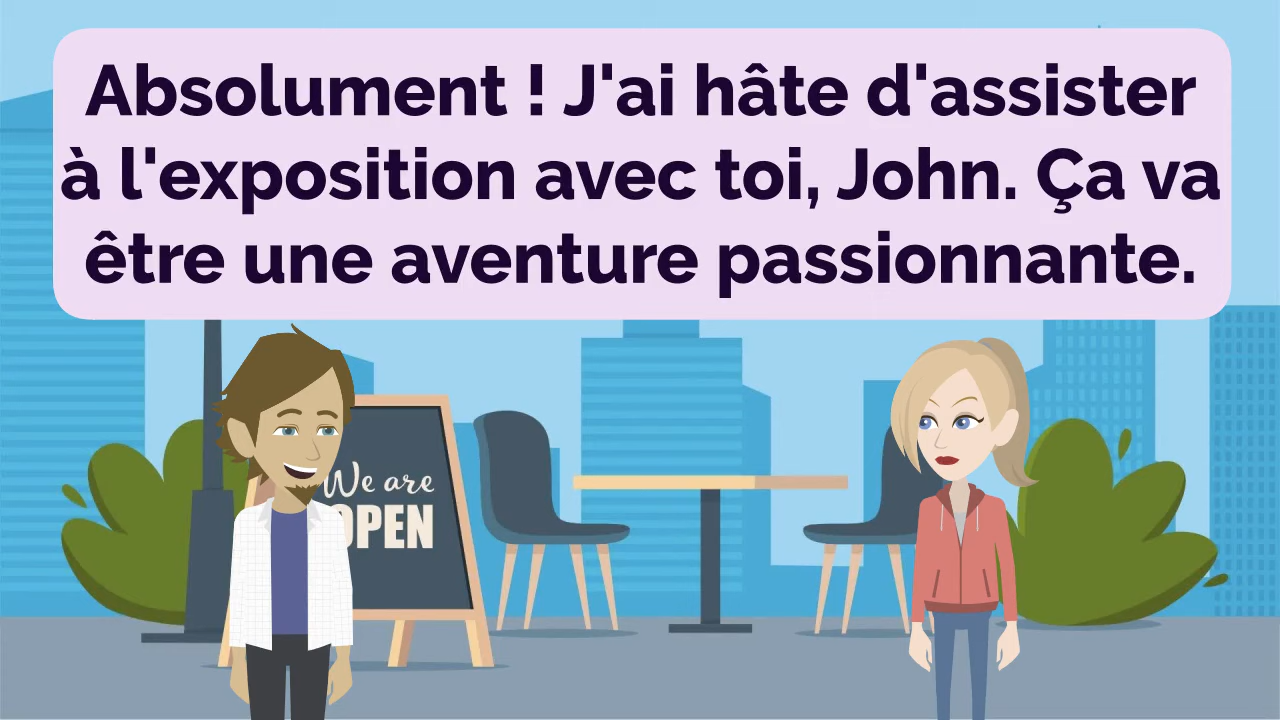 Absolument ! J'ai hâte d'assister
à l'exposition avec toi, John. Ça va
être une aventure passionnante.
We are
OPEN